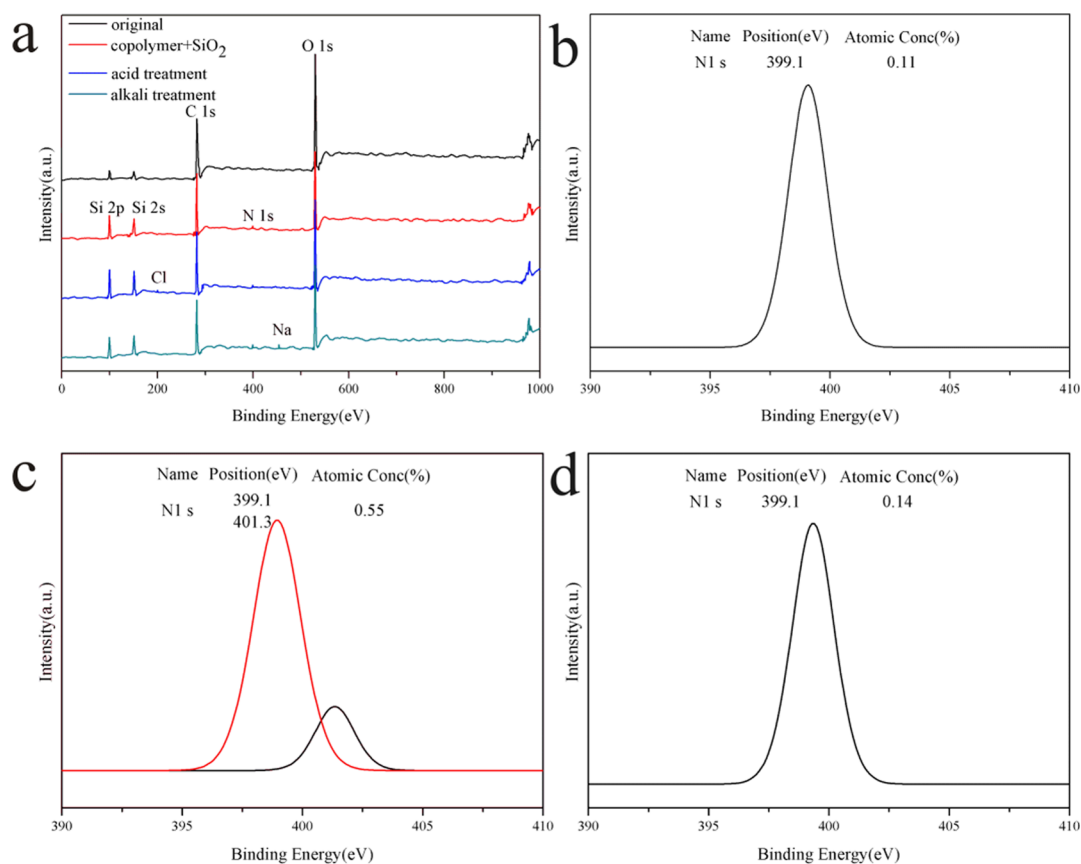 a
original
copolymer+SiO2
acid treatment
alkali treatment
O 1s
C 1s
Si 2p Si 2s
N 1s
Cl
Na
Intensity(a.u.)
0 200 400 600 800 1000
Binding Energy(eV)
b
Name Position(eV) Atomic Conc(%)
N1 s 399.1 0.11
Intensity(a.u.)
390 395 400 405 410
Binding Energy(eV)
c
Name Position(eV) Atomic Conc(%)
399.1
N1 s 0.55
401.3
Intensity(a.u.)
390 395 400 405 410
Binding Energy(eV)
d
Name Position(eV) Atomic Conc(%)
N1 s 399.1 0.14
Intensity(a.u.)
390 395 400 405 410
Binding Energy(eV)